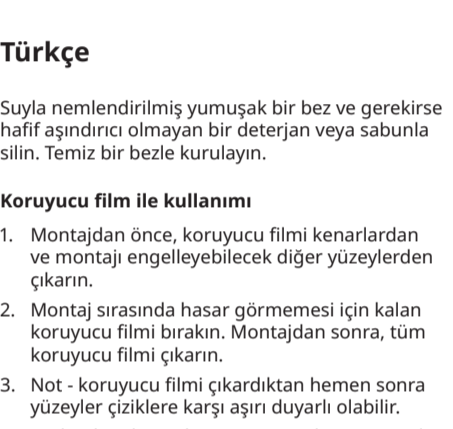 Türkçe
Suyla nemlendirilmiş yumuşak bir bez ve gerekirse
hafif aşındırıcı olmayan bir deterjan veya sabunla
silin. Temiz bir bezle kurulayın.
Koruyucu film ile kullanımı
1. Montajdan önce, koruyucu filmi kenarlardan
ve montajı engelleyebilecek diğer yüzeylerden
çıkarın.
2. Montaj sırasında hasar görmemesi için kalan
koruyucu filmi bırakın. Montajdan sonra, tüm
koruyucu filmi çıkarın.
3. Not - koruyucu filmi çıkardıktan hemen sonra
yüzeyler çiziklere karşı aşırı duyarlı olabilir.